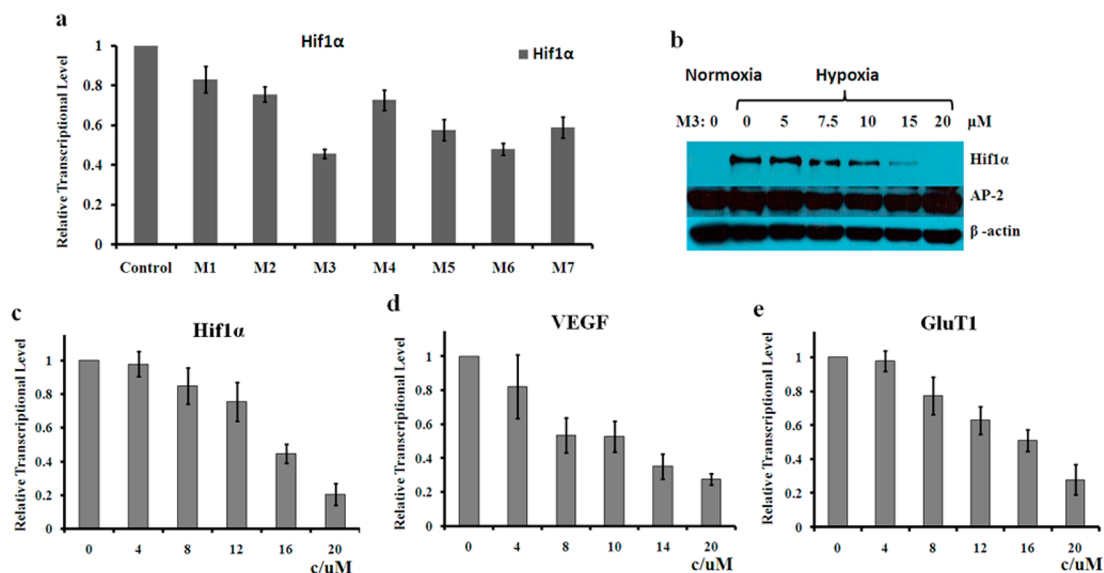 a
Hif1α
Hif1α
Relative Transcriptional Level
1
0.8
0.6
0.4
0.2
0
Control M1 M2 M3 M4 M5 M6 M7
b
Normoxia Hypoxia
M3: 0 0 5 7.5 10 15 20 μM
Hif1α
AP-2
β -actin
c
Hif1α
Relative Transcriptional Level
1
0.8
0.6
0.4
0.2
0
0 4 8 12 16 20
c/uM
d
VEGF
Relative Transcriptional Level
1
0.8
0.6
0.4
0.2
0
0 4 8 10 14 20
c/uM
e
GluT1
Relative Transcriptional Level
1
0.8
0.6
0.4
0.2
0
0 4 8 12 16 20
c/uM